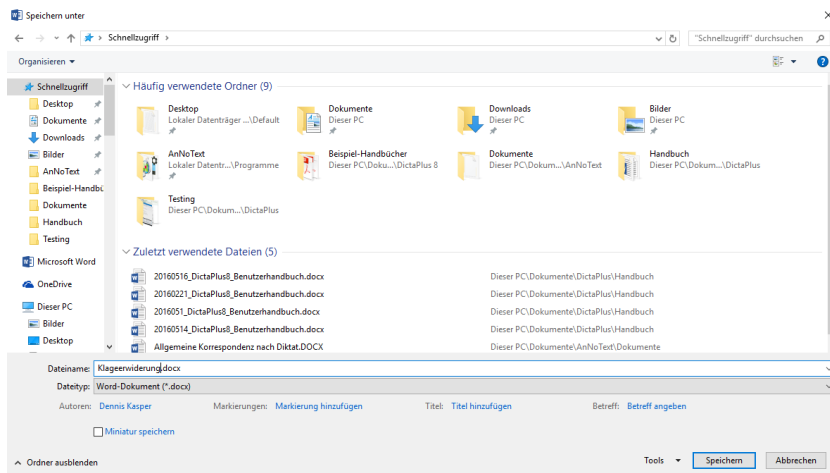 Speichern unter
Schnellzugriff
"Schnellzugriff" durchsuchen
Organisieren
Schnellzugriff
Desktop
Dokumente
Downloads
Bilder
AnNoText
Beispiel-Handbü
Dokumente
Handbuch
Testing
Microsoft Word
OneDrive
Dieser PC
Bilder
Desktop
Häufig verwendete Ordner (9)
Desktop
Lokaler Datenträger ...\Default
Dokumente
Dieser PC
Downloads
Dieser PC
Bilder
Dieser PC
AnNoText
Lokaler Datentr...\Programme
Beispiel-Handbücher
Dieser PC\Doku...\DictaPlus 8
Dokumente
Dieser PC\Dokum...\AnNoText
Handbuch
Dieser PC\Dokum...\DictaPlus
Testing
Dieser PC\Dokum...\DictaPlus
Zuletzt verwendete Dateien (5)
20160516_DictaPlus8_Benutzerhandbuch.docx Dieser PC\Dokumente\DictaPlus\Handbuch
20160221_DictaPlus8_Benutzerhandbuch.docx Dieser PC\Dokumente\DictaPlus\Handbuch
2016051_DictaPlus8_Benutzerhandbuch.docx Dieser PC\Dokumente\DictaPlus\Handbuch
20160514_DictaPlus8_Benutzerhandbuch.docx Dieser PC\Dokumente\DictaPlus\Handbuch
Allgemeine Korrespondenz nach Diktat.DOCX Dieser PC\Dokumente\AnNoText\Dokumente
Dateiname: Klageerwiderung.docx
Dateityp: Word-Dokument (*.docx)
Autoren: Dennis Kasper Markierungen: Markierung hinzufügen Titel: Titel hinzufügen Betreff: Betreff angeben
Miniatur speichern
Ordner ausblenden Tools Speichern Abbrechen